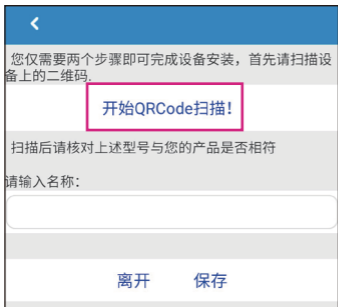 您仅需要两个步骤即可完成设备安装，首先请扫描设
备上的二维码.
开始QRCode扫描!
扫描后请核对上述型号与您的产品是否相符
请输入名称:
离开 保存